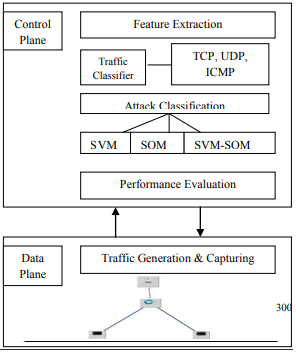 Control
Plane
Feature Extraction
Traffic
Classifier
TCP, UDP,
ICMP
Attack Classification
SVM
SOM
SVM-SOM
Performance Evaluation
Data
Plane
Traffic Generation & Capturing
300